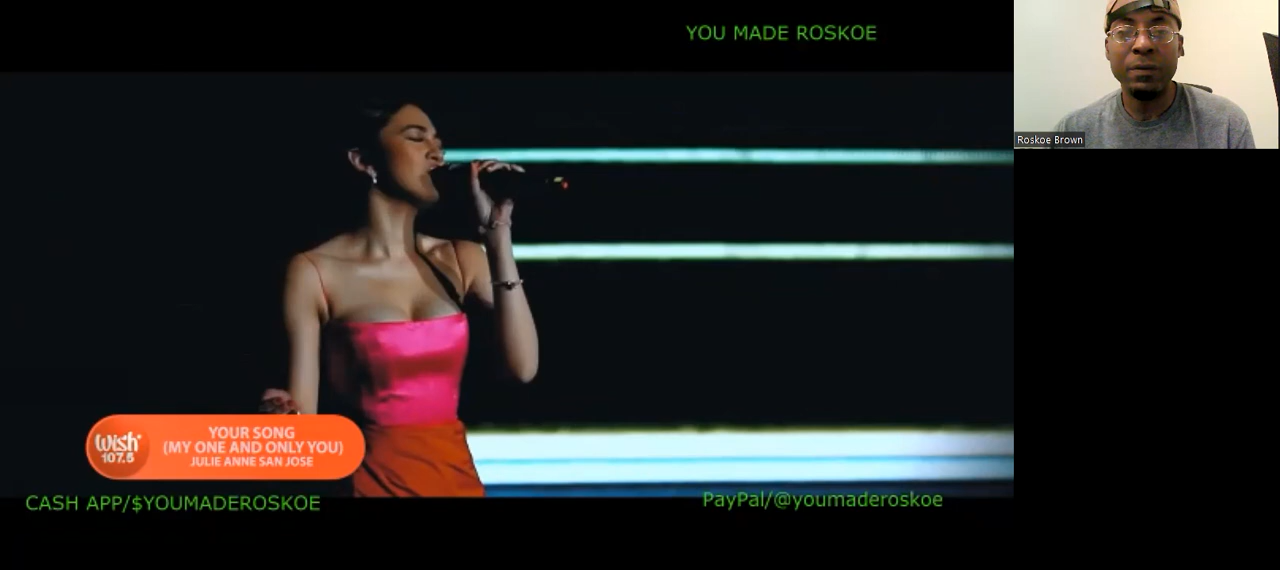 YOU MADE ROSKOE
Roskoe Brown
wish
107.5
YOUR SONG
(MY ONE AND ONLY YOU)
JULIE ANNE SAN JOSE
CASH APP/$YOUMADEROSKOE
PayPal/@youmaderoskoe